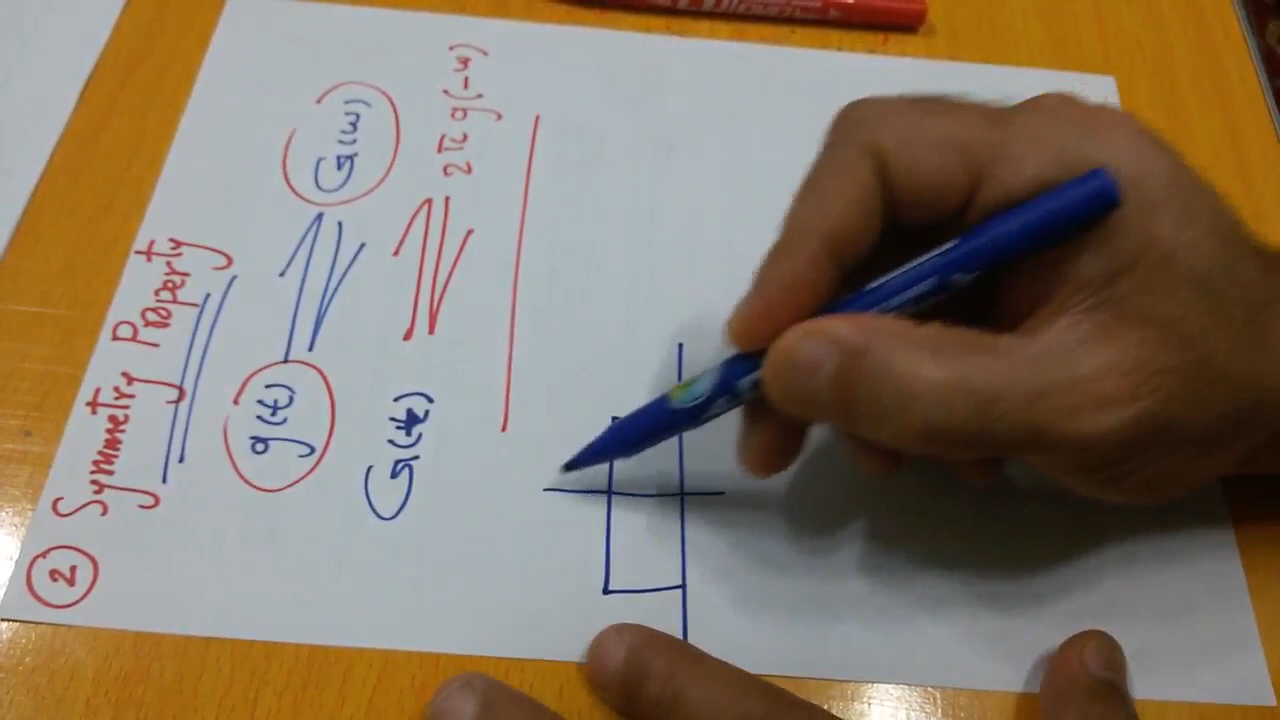 ② Symmetry Property
g(t) ⇌ G(ω)
G(t) ⇌ 2π g(-ω)